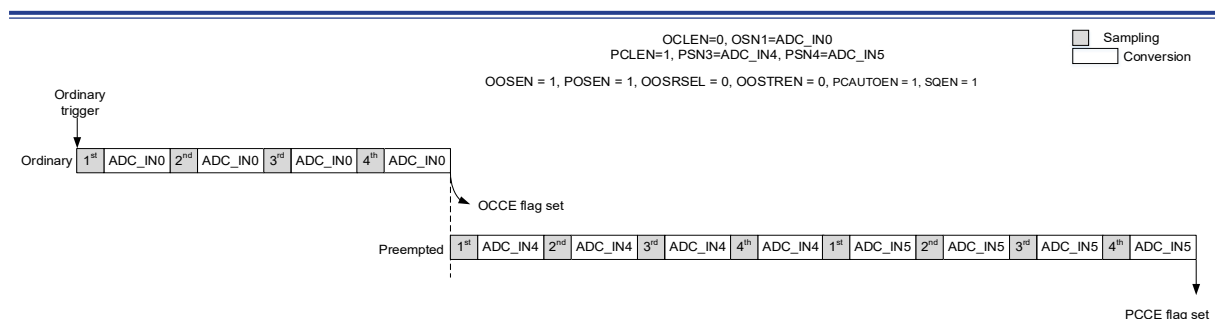 OCLEN=0, OSN1=ADC_IN0
PCLEN=1, PSN3=ADC_IN4, PSN4=ADC_IN5
OOSEN = 1, POSEN = 1, OOSRSEL = 0, OOSTREN = 0, PCAUTOEN = 1, SQEN = 1
Sampling
Conversion
Ordinary
trigger
Ordinary 1st ADC_IN0 2nd ADC_IN0 3rd ADC_IN0 4th ADC_IN0
OCCE flag set
Preempted 1st ADC_IN4 2nd ADC_IN4 3rd ADC_IN4 4th ADC_IN4 1st ADC_IN5 2nd ADC_IN5 3rd ADC_IN5 4th ADC_IN5
PCCE flag set